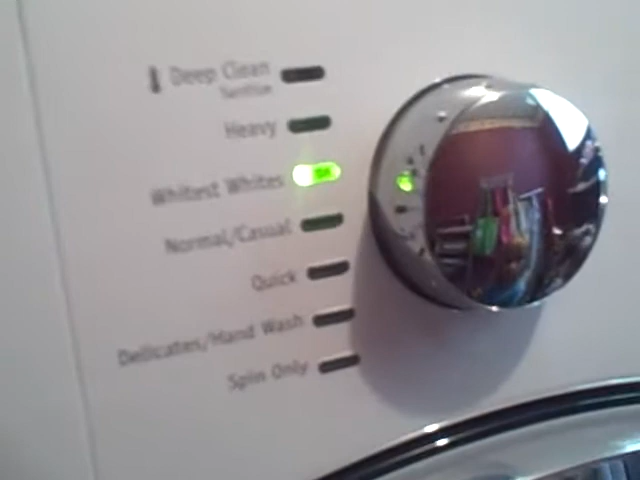 Deep Clean
Sanitize
Heavy
Whitest Whites
Normal/Casual
Quick
Delicates/Hand Wash
Spin Only